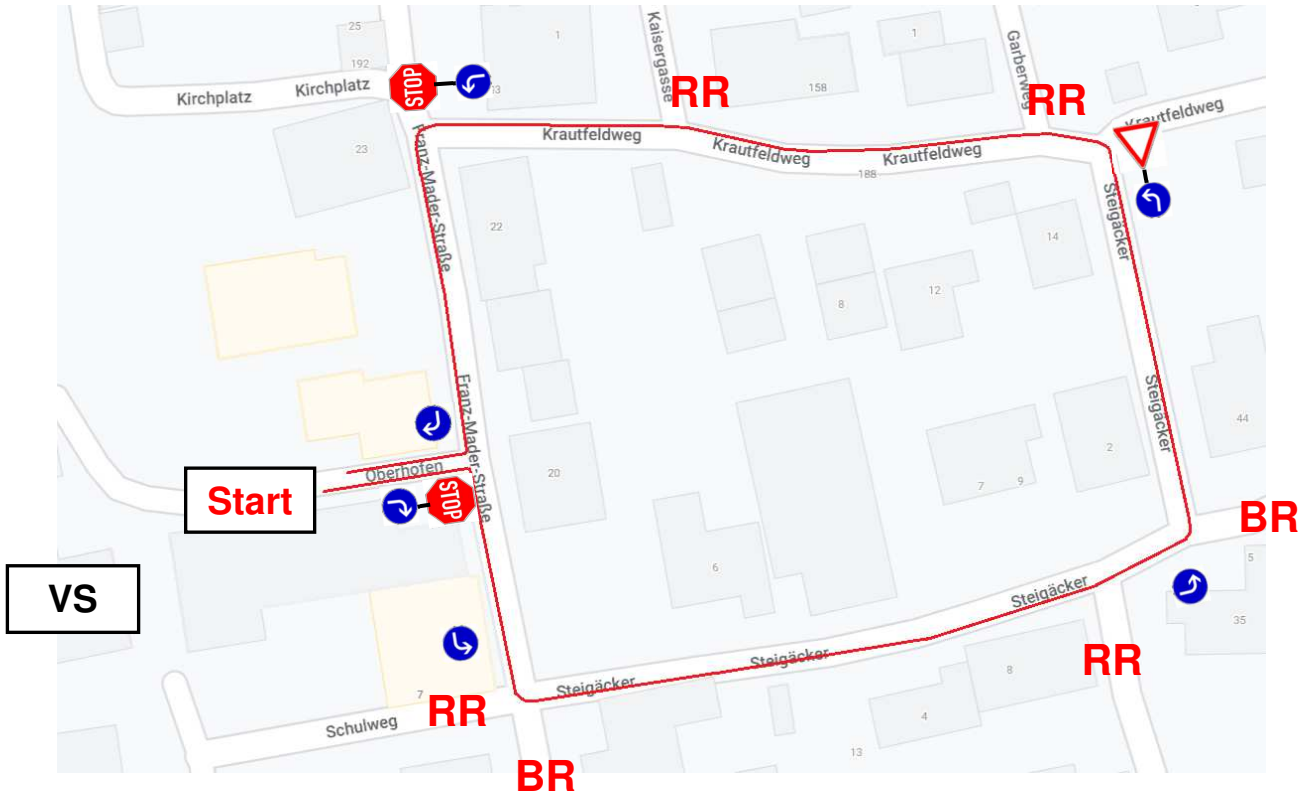 25
1
Kaisergasse
1
Garberweg
192
Kirchplatz
Kirchplatz
STOP
13
RR
158
RR
Krautfeldweg
Franz-Mader-Straße
Krautfeldweg
Krautfeldweg
Krautfeldweg
23
188
Steigäcker
22
14
12
8
Franz-Mader-Straße
Steigäcker
44
2
Oberhofen
20
7
9
Start
STOP
BR
VS
6
5
Steigäcker
35
Steigäcker
RR
8
Steigäcker
7
RR
Schulweg
4
13
BR